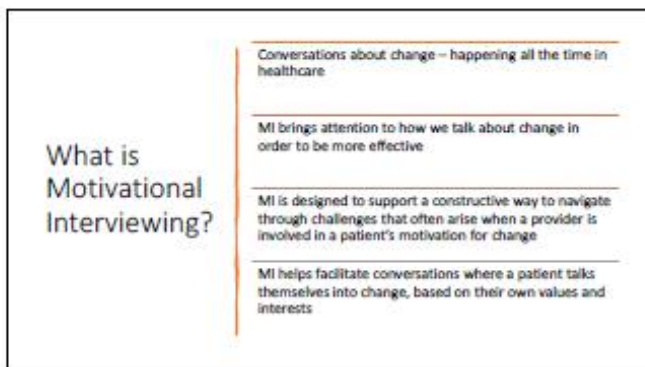 What is
Motivational
Interviewing?
Conversations about change – happening all the time in
healthcare
MI brings attention to how we talk about change in
order to be more effective
MI is designed to support a constructive way to navigate
through challenges that often arise when a provider is
involved in a patient's motivation for change
MI helps facilitate conversations where a patient talks
themselves into change, based on their own values and
interests